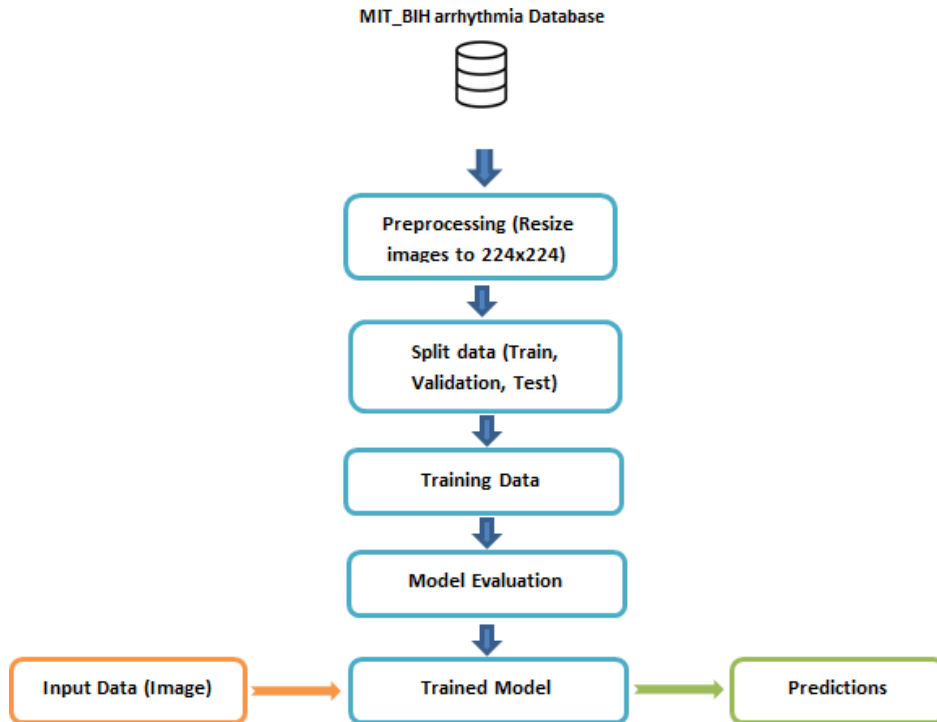 MIT_BIH arrhythmia Database
Preprocessing (Resize
images to 224x224)
Split data (Train,
Validation, Test)
Training Data
Model Evaluation
Input Data (Image)
Trained Model
Predictions